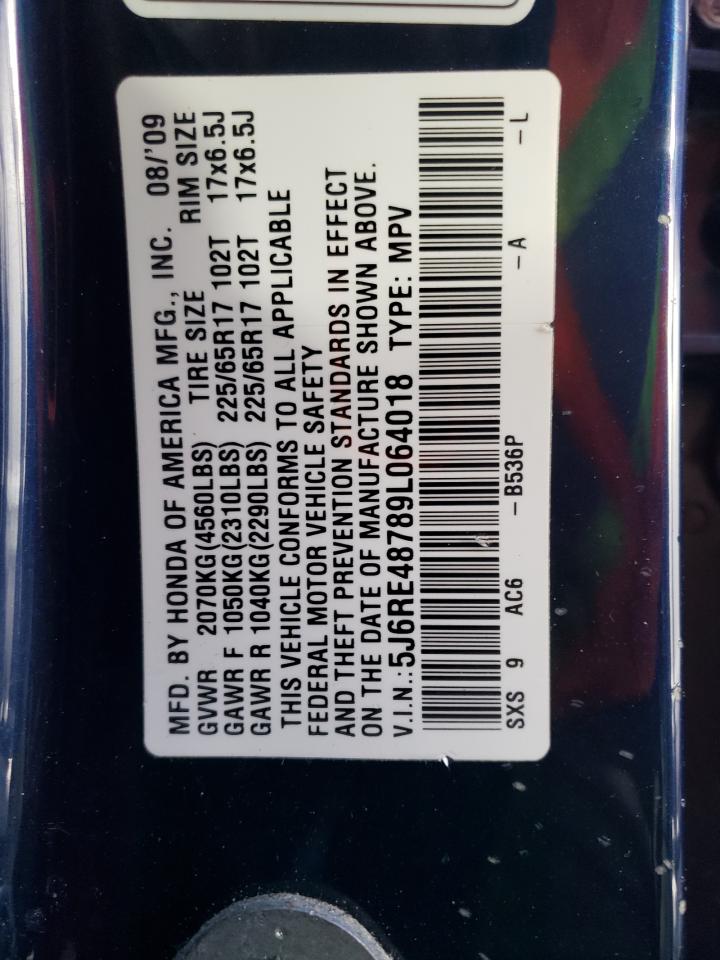 MFD. BY HONDA OF AMERICA MFG., INC. 08/'09
GVWR 2070KG(4560LBS) TIRE SIZE RIM SIZE
GAWR F 1050KG(2310LBS) 225/65R17 102T 17x6.5J
GAWR R 1040KG(2290LBS) 225/65R17 102T 17x6.5J
THIS VEHICLE CONFORMS TO ALL APPLICABLE
FEDERAL MOTOR VEHICLE SAFETY
AND THEFT PREVENTION STANDARDS IN EFFECT
ON THE DATE OF MANUFACTURE SHOWN ABOVE.
V.I.N.:5J6RE48789L064018 TYPE: MPV
SXS 9 AC6 -B536P -A -L